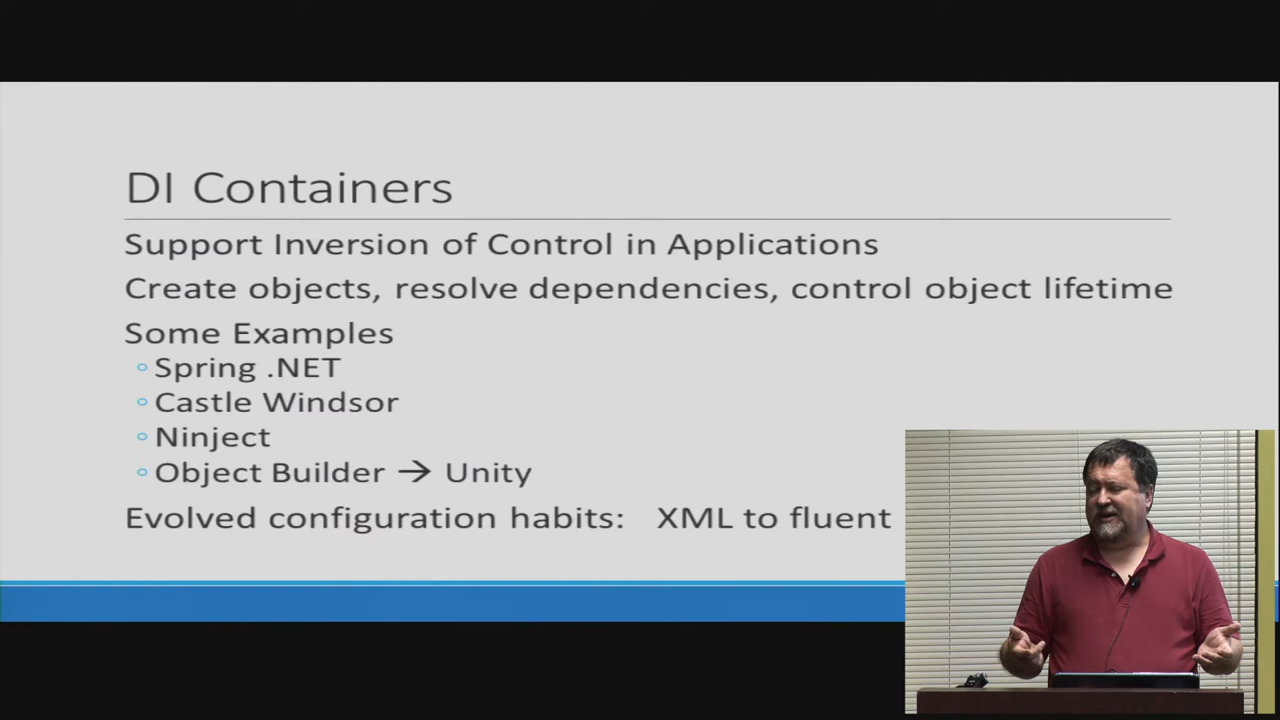 DI Containers
Support Inversion of Control in Applications
Create objects, resolve dependencies, control object lifetime
Some Examples
◦ Spring .NET
◦ Castle Windsor
◦ Ninject
◦ Object Builder → Unity
Evolved configuration habits: XML to fluent